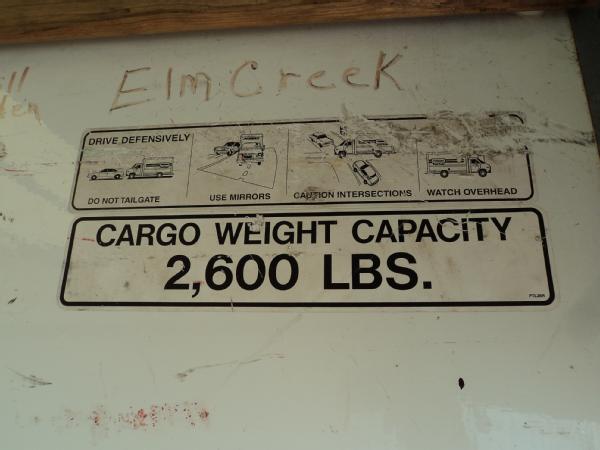 Elm Creek
DRIVE DEFENSIVELY
DO NOT TAILGATE
USE MIRRORS
CAUTION INTERSECTIONS
WATCH OVERHEAD
CARGO WEIGHT CAPACITY
2,600 LBS.